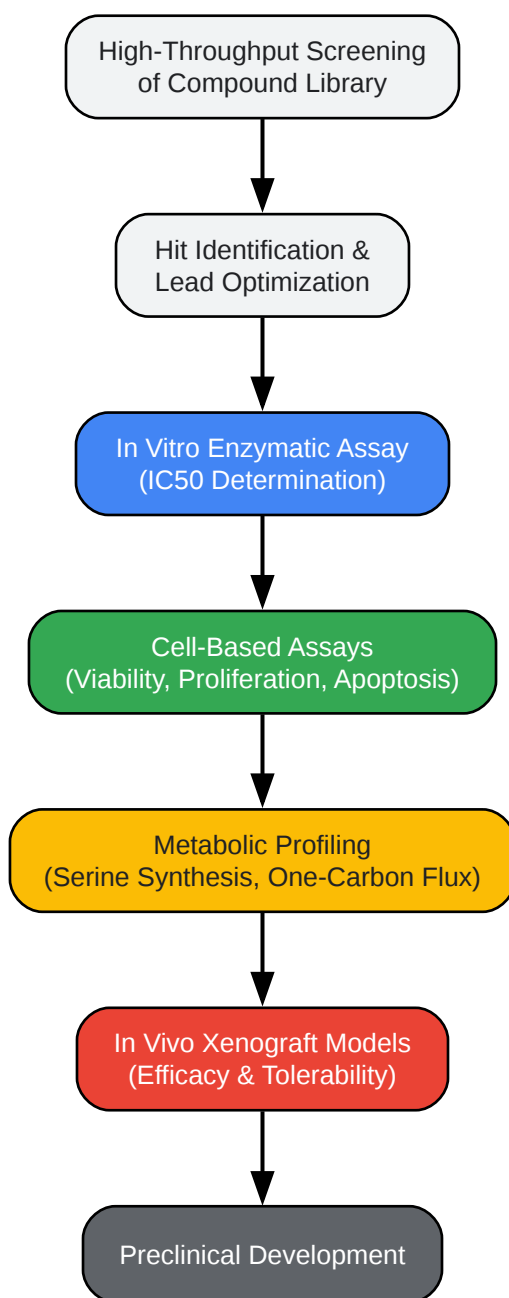 High-Throughput Screening
of Compound Library
Hit Identification &
Lead Optimization
In Vitro Enzymatic Assay
(IC50 Determination)
Cell-Based Assays
(Viability, Proliferation, Apoptosis)
Metabolic Profiling
(Serine Synthesis, One-Carbon Flux)
In Vivo Xenograft Models
(Efficacy & Tolerability)
Preclinical Development